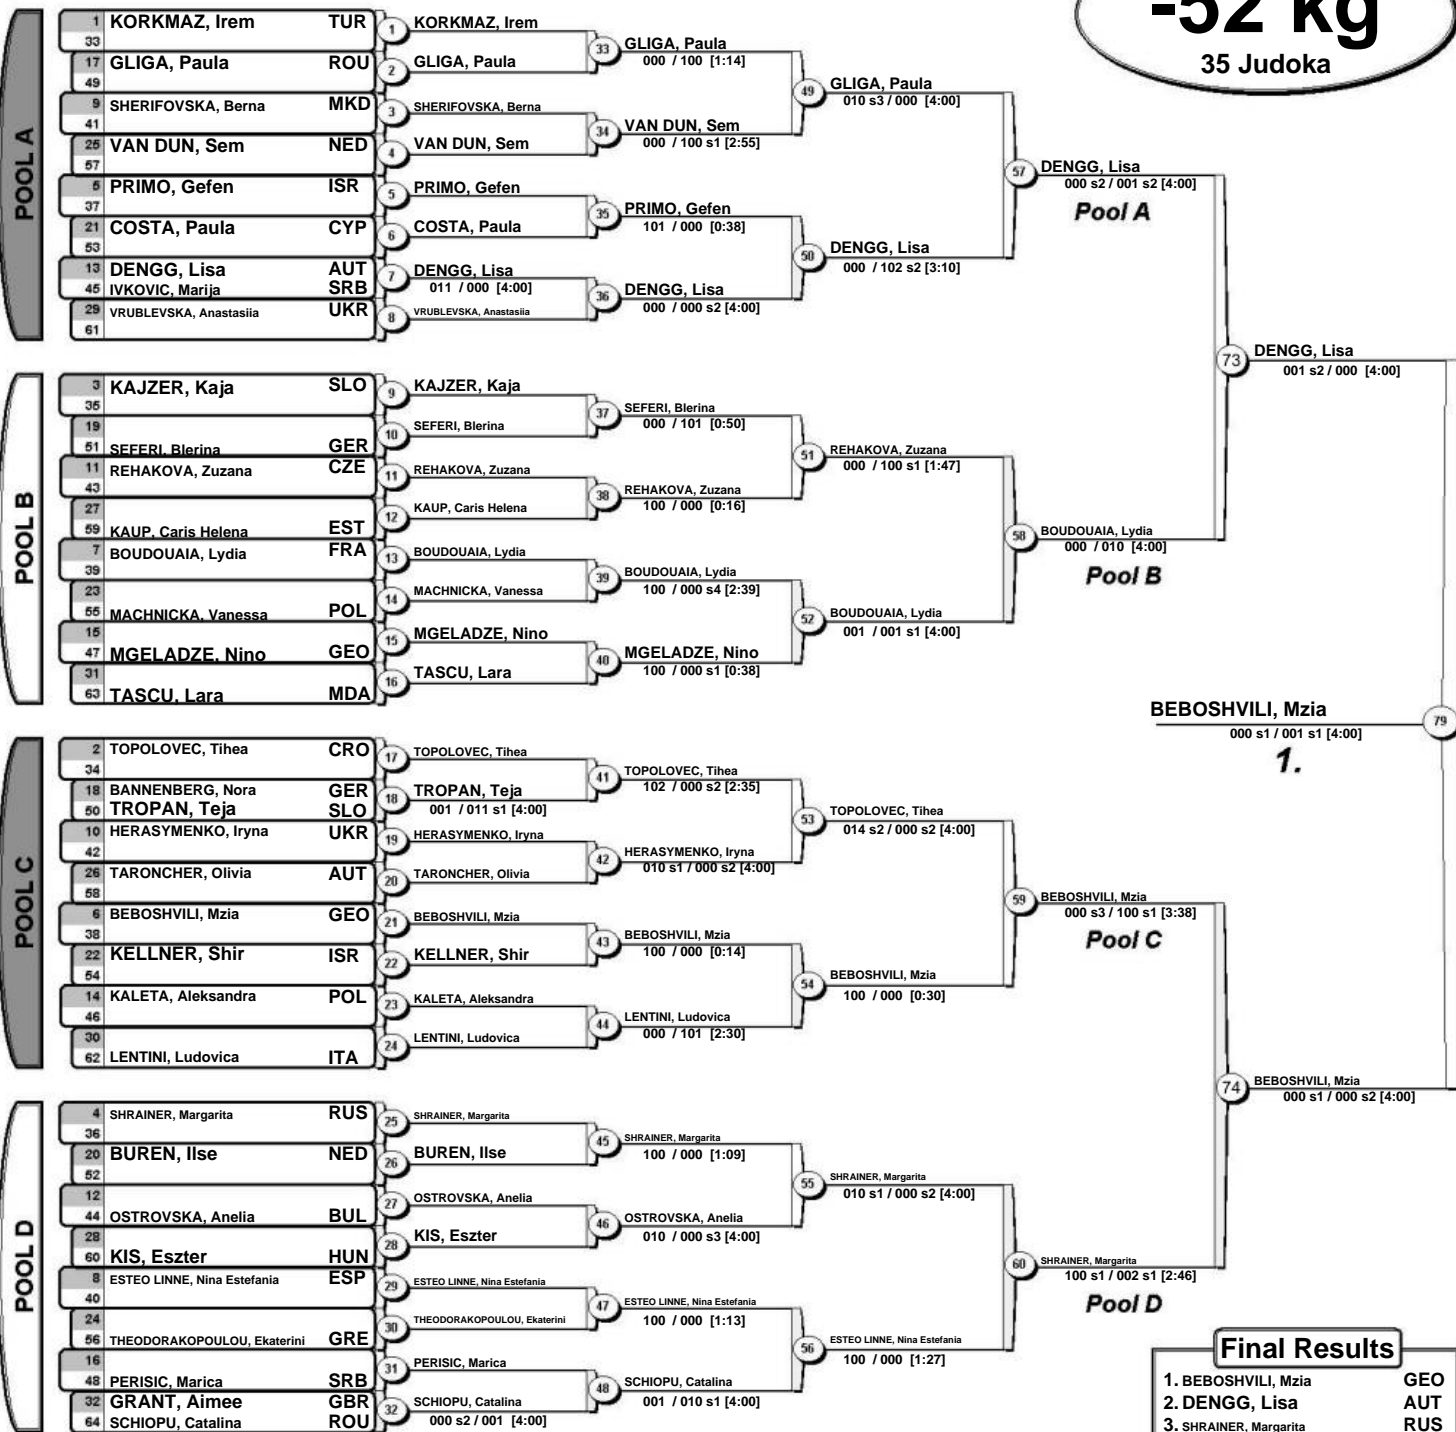 -52 kg
35 Judoka
POOL A
1 KORKMAZ, Irem TUR
33
17 GLIGA, Paula ROU
49
9 SHERIFOVSKA, Berna MKD
41
25 VAN DUN, Sem NED
57
5 PRIMO, Gefen ISR
37
21 COSTA, Paula CYP
53
13 DENGG, Lisa AUT
45 IVKOVIC, Marija SRB
29 VRUBLEVSKA, Anastasiia UKR
61
1 KORKMAZ, Irem
2 GLIGA, Paula
3 SHERIFOVSKA, Berna
4 VAN DUN, Sem
5 PRIMO, Gefen
6 COSTA, Paula
7 DENGG, Lisa
011 / 000 [4:00]
8 VRUBLEVSKA, Anastasiia
33 GLIGA, Paula
000 / 100 [1:14]
34 VAN DUN, Sem
000 / 100 s1 [2:55]
35 PRIMO, Gefen
101 / 000 [0:38]
36 DENGG, Lisa
000 / 000 s2 [4:00]
49 GLIGA, Paula
010 s3 / 000 [4:00]
50 DENGG, Lisa
000 / 102 s2 [3:10]
57 DENGG, Lisa
000 s2 / 001 s2 [4:00]
Pool A
POOL B
3 KAJZER, Kaja SLO
35
19
51 SEFERI, Blerina GER
11 REHAKOVA, Zuzana CZE
43
27
59 KAUP, Caris Helena EST
7 BOUDOUAIA, Lydia FRA
39
23
55 MACHNICKA, Vanessa POL
15
47 MGELADZE, Nino GEO
31
63 TASCU, Lara MDA
9 KAJZER, Kaja
10 SEFERI, Blerina
11 REHAKOVA, Zuzana
12 KAUP, Caris Helena
13 BOUDOUAIA, Lydia
14 MACHNICKA, Vanessa
15 MGELADZE, Nino
16 TASCU, Lara
37 SEFERI, Blerina
000 / 101 [0:50]
38 REHAKOVA, Zuzana
100 / 000 [0:16]
39 BOUDOUAIA, Lydia
100 / 000 s4 [2:39]
40 MGELADZE, Nino
100 / 000 s1 [0:38]
51 REHAKOVA, Zuzana
000 / 100 s1 [1:47]
52 BOUDOUAIA, Lydia
001 / 001 s1 [4:00]
58 BOUDOUAIA, Lydia
000 / 010 [4:00]
Pool B
73 DENGG, Lisa
001 s2 / 000 [4:00]
BEBOSHVILI, Mzia 79
000 s1 / 001 s1 [4:00]
1.
POOL C
2 TOPOLOVEC, Tihea CRO
34
18 BANNENBERG, Nora GER
50 TROPAN, Teja SLO
10 HERASYMENKO, Iryna UKR
42
26 TARONCHER, Olivia AUT
58
6 BEBOSHVILI, Mzia GEO
38
22 KELLNER, Shir ISR
54
14 KALETA, Aleksandra POL
46
30
62 LENTINI, Ludovica ITA
17 TOPOLOVEC, Tihea
18 TROPAN, Teja
001 / 011 s1 [4:00]
19 HERASYMENKO, Iryna
20 TARONCHER, Olivia
21 BEBOSHVILI, Mzia
22 KELLNER, Shir
23 KALETA, Aleksandra
24 LENTINI, Ludovica
41 TOPOLOVEC, Tihea
102 / 000 s2 [2:35]
42 HERASYMENKO, Iryna
010 s1 / 000 s2 [4:00]
43 BEBOSHVILI, Mzia
100 / 000 [0:14]
44 LENTINI, Ludovica
000 / 101 [2:30]
53 TOPOLOVEC, Tihea
014 s2 / 000 s2 [4:00]
54 BEBOSHVILI, Mzia
100 / 000 [0:30]
59 BEBOSHVILI, Mzia
000 s3 / 100 s1 [3:38]
Pool C
74 BEBOSHVILI, Mzia
000 s1 / 000 s2 [4:00]
POOL D
4 SHRAINER, Margarita RUS
36
20 BUREN, Ilse NED
52
12
44 OSTROVSKA, Anelia BUL
28
60 KIS, Eszter HUN
8 ESTEO LINNE, Nina Estefania ESP
40
24
56 THEODORAKOPOULOU, Ekaterini GRE
16
48 PERISIC, Marica SRB
32 GRANT, Aimee GBR
64 SCHIOPU, Catalina ROU
25 SHRAINER, Margarita
26 BUREN, Ilse
27 OSTROVSKA, Anelia
28 KIS, Eszter
29 ESTEO LINNE, Nina Estefania
30 THEODORAKOPOULOU, Ekaterini
31 PERISIC, Marica
32 SCHIOPU, Catalina
000 s2 / 001 [4:00]
45 SHRAINER, Margarita
100 / 000 [1:09]
46 OSTROVSKA, Anelia
010 / 000 s3 [4:00]
47 ESTEO LINNE, Nina Estefania
100 / 000 [1:13]
48 SCHIOPU, Catalina
001 / 010 s1 [4:00]
55 SHRAINER, Margarita
010 s1 / 000 s2 [4:00]
56 ESTEO LINNE, Nina Estefania
100 / 000 [1:27]
60 SHRAINER, Margarita
100 s1 / 002 s1 [2:46]
Pool D
Final Results
1. BEBOSHVILI, Mzia GEO
2. DENGG, Lisa AUT
3. SHRAINER, Margarita RUS